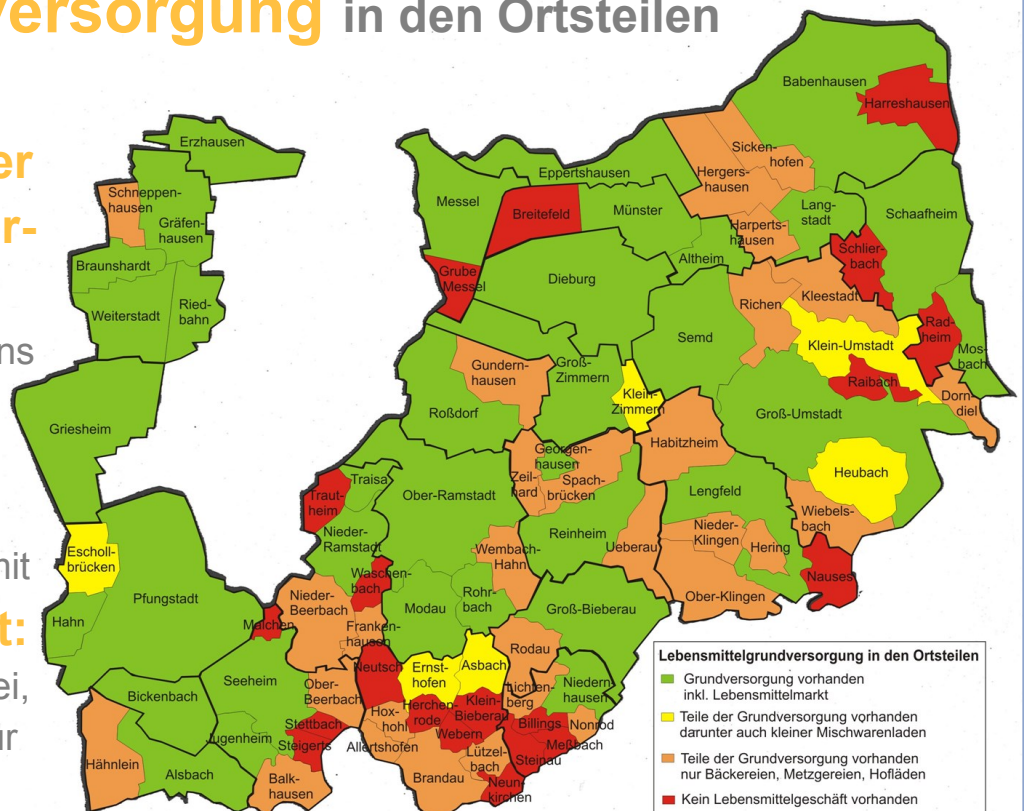 versorgung in den Ortsteilen
er
r-
ns
mit
t:
ei,
ür
Erzhausen
Schneppen-
hausen
Gräfen-
hausen
Braunshardt
Weiterstadt
Ried-
bahn
Griesheim
Escholl-
brücken
Hahn
Pfungstadt
Babenhausen
Harreshausen
Sicken-
hofen
Hergers-
hausen
Eppertshausen
Messel
Breitefeld
Münster
Lang-
stadt
Schaafheim
Harperts-
hausen
Altheim
Schlier-
bach
Grube
Messel
Dieburg
Richen
Kleestadt
Semd
Klein-Umstadt
Rad-
heim
Mos-
bach
Raibach
Dorn-
diel
Gundern-
hausen
Groß-
Zimmern
Klein-
Zimmern
Roßdorf
Groß-Umstadt
Habitzheim
Georgen-
hausen
Zeil-
hard
Spach-
brücken
Heubach
Traisa
Traut-
heim
Ober-Ramstadt
Lengfeld
Wiebels-
bach
Nieder-
Ramstadt
Reinheim
Ueberau
Nieder-
Klingen
Hering
Wembach-
Hahn
Nauses
Waschen-
bach
Rohr-
bach
Modau
Groß-Bieberau
Ober-Klingen
Nieder-
Beerbach
Malchen
Franken-
hausen
Rodau
Neutsch
Ernst-
hofen
Asbach
Seeheim
Ober-
Beerbach
Lichten-
berg
Niedern-
hausen
Bickenbach
Hox-
hohl
Herchen-
rode
Klein-
Bieberau
Webern
Billings
Nonrod
Stettbach
Jugenheim
Steigerts
Allertshofen
Meßbach
Steinau
Lützel-
bach
Hähnlein
Alsbach
Balk-
hausen
Brandau
Neun-
kirchen
Lebensmittelgrundversorgung in den Ortsteilen
Grundversorgung vorhanden
inkl. Lebensmittelmarkt
Teile der Grundversorgung vorhanden
darunter auch kleiner Mischwarenladen
Teile der Grundversorgung vorhanden
nur Bäckereien, Metzgereien, Hofläden
Kein Lebensmittelgeschäft vorhanden